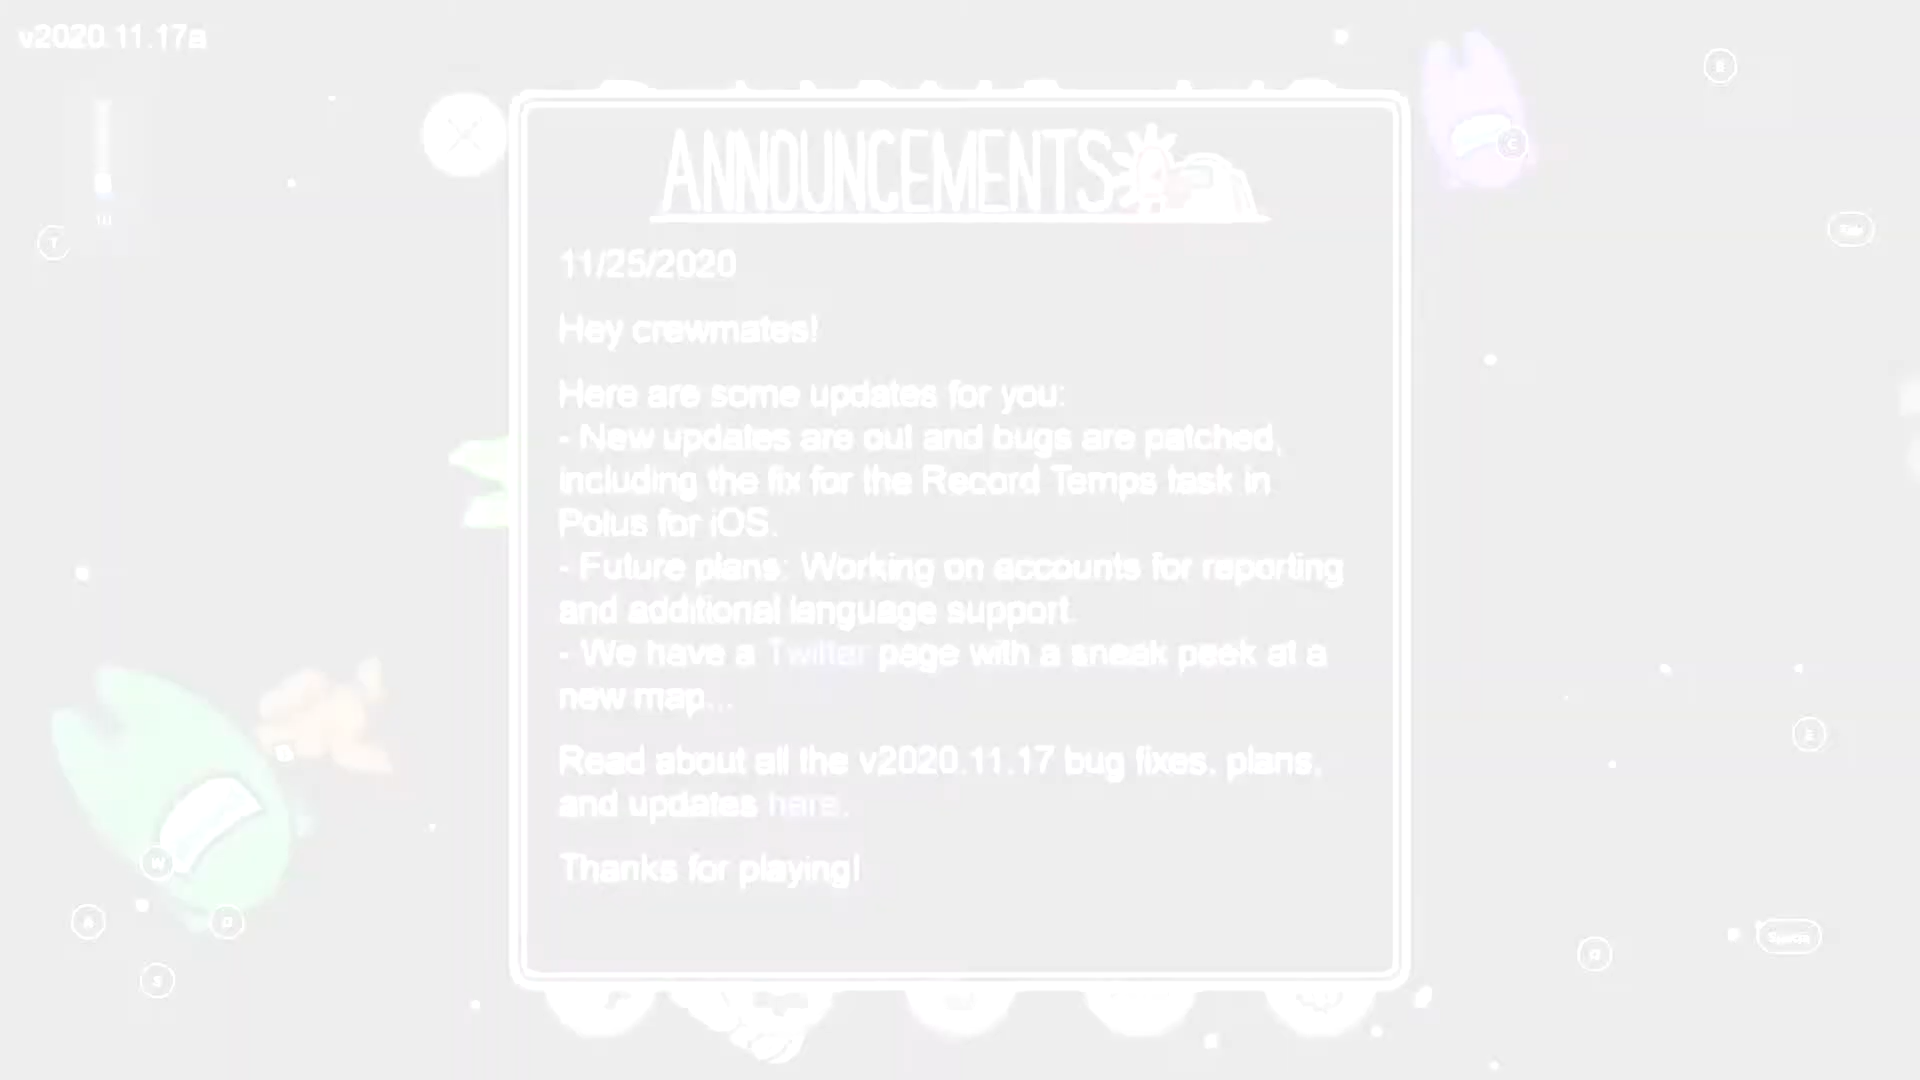 v2020.11.17a
ANNOUNCEMENTS
11/25/2020
Hey crewmates!
Here are some updates for you:
- New updates are out and bugs are patched,
including the fix for the Record Temps task in
Polus for iOS.
- Future plans: Working on accounts for reporting
and additional language support.
- We have a Twitter page with a sneak peek at a
new map...
Read about all the v2020.11.17 bug fixes, plans,
and updates here.
Thanks for playing!
C
T
W
A
D
S
E
Space
Q